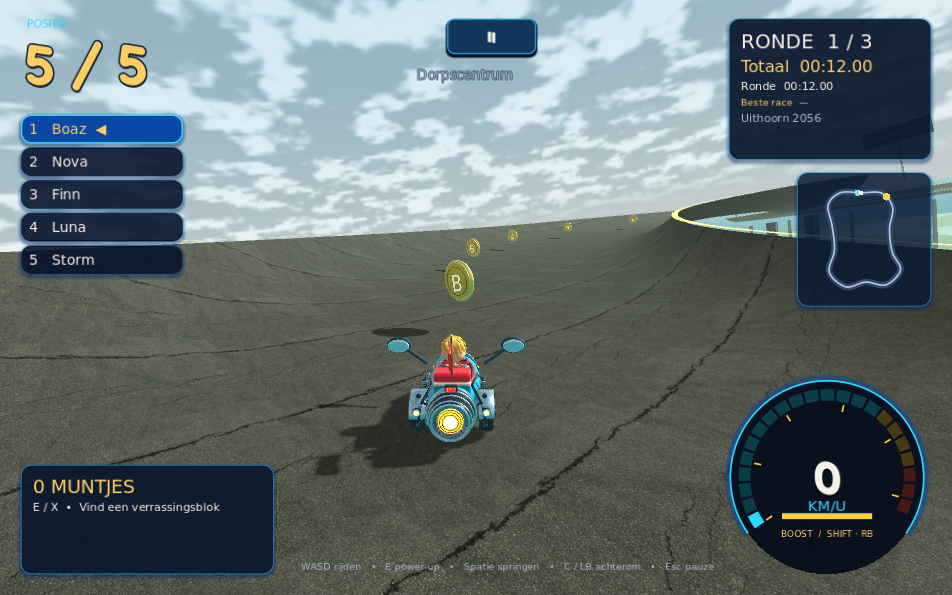 POSITIE
5 / 5
1 Boaz ◀
2 Nova
3 Finn
4 Luna
5 Storm
Dorpscentrum
RONDE 1 / 3
Totaal 00:12.00
Ronde 00:12.00
Beste race —
Uithoorn 2056
B
0 MUNTJES
E / X • Vind een verrassingsblok
0
KM/U
BOOST / SHIFT · RB
WASD rijden • E power-up • Spatie springen • C / LB achterom • Esc pauze